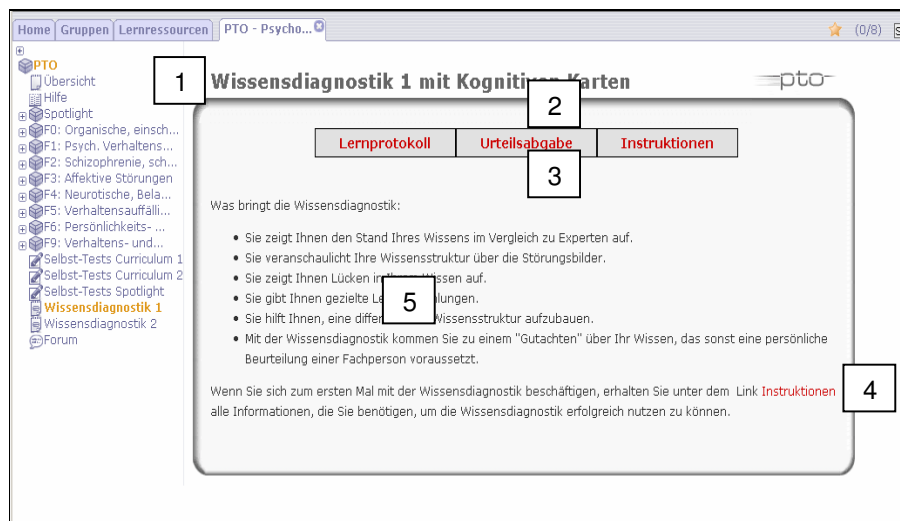 Home Gruppen Lernressourcen PTO - Psycho...
(0/8)
PTO
Übersicht
Hilfe
Spotlight
F0: Organische, einsch...
F1: Psych. Verhaltens...
F2: Schizophrenie, sch...
F3: Affektive Störungen
F4: Neurotische, Bela...
F5: Verhaltensauffälli...
F6: Persönlichkeits- ...
F9: Verhaltens- und...
Selbst-Tests Curriculum 1
Selbst-Tests Curriculum 2
Selbst-Tests Spotlight
Wissensdiagnostik 1
Wissensdiagnostik 2
Forum
1
Wissensdiagnostik 1 mit Kognitiven Karten
pto
2
Lernprotokoll Urteilsabgabe Instruktionen
3
Was bringt die Wissensdiagnostik:
• Sie zeigt Ihnen den Stand Ihres Wissens im Vergleich zu Experten auf.
• Sie veranschaulicht Ihre Wissensstruktur über die Störungsbilder.
• Sie zeigt Ihnen Lücken in Ihrem Wissen auf.
• Sie gibt Ihnen gezielte
5
• Sie hilft Ihnen, eine Wissensstruktur aufzubauen.
• Mit der Wissensdiagnostik kommen Sie zu einem "Gutachten" über Ihr Wissen, das sonst eine persönliche
Beurteilung einer Fachperson voraussetzt.
Wenn Sie sich zum ersten Mal mit der Wissensdiagnostik beschäftigen, erhalten Sie unter dem Link Instruktionen
4
alle Informationen, die Sie benötigen, um die Wissensdiagnostik erfolgreich nutzen zu können.